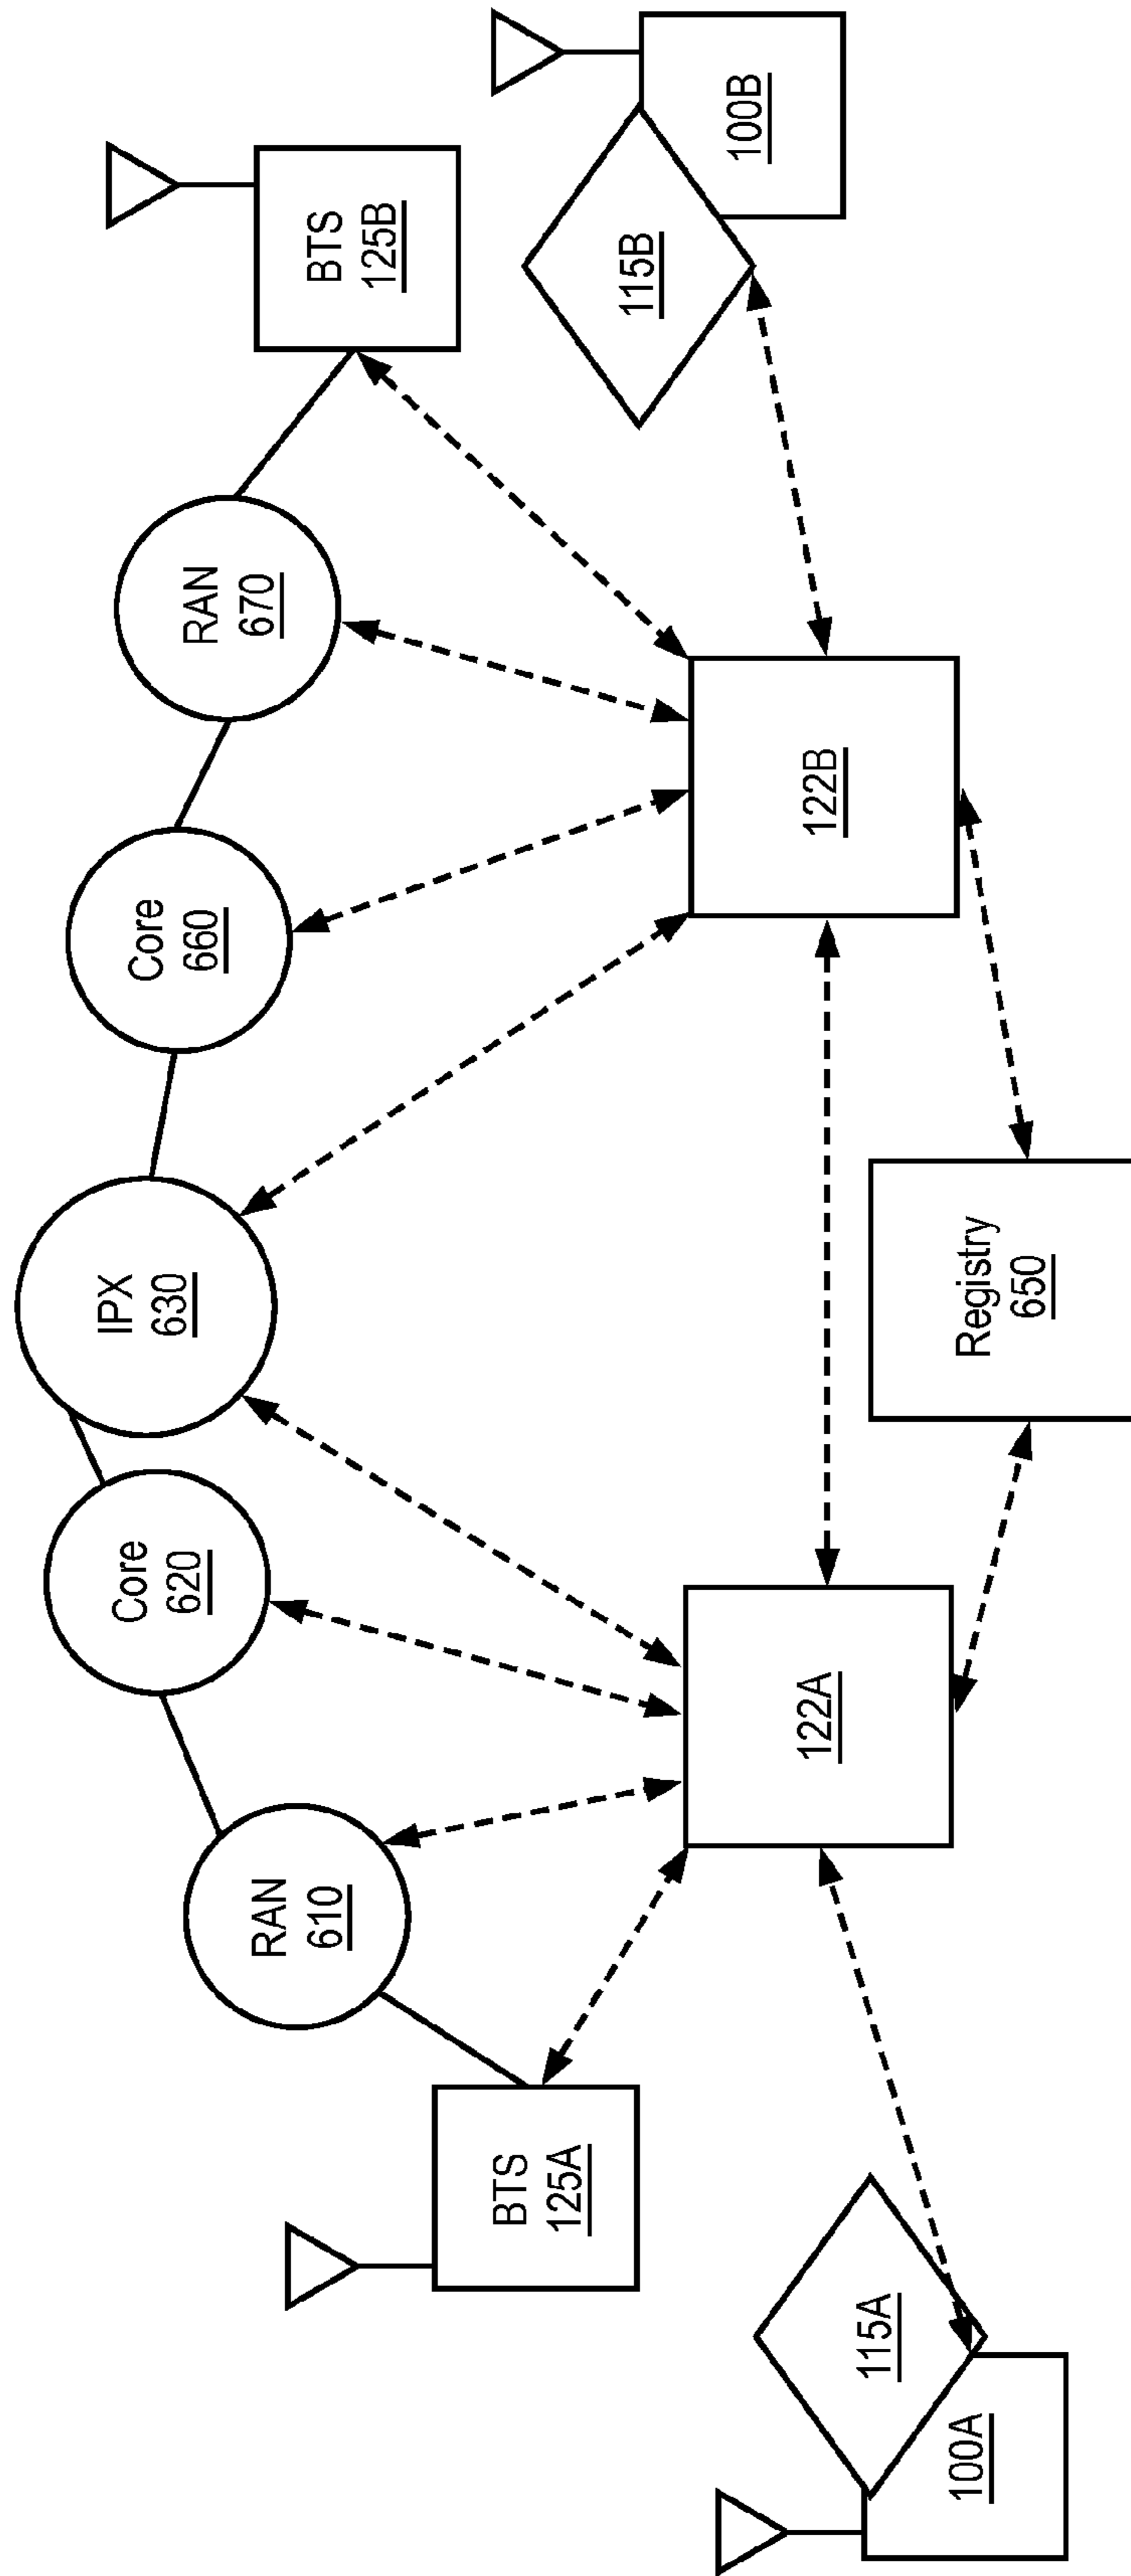 IPX
630
Core
620
Core
660
RAN
610
RAN
670
BTS
125A
BTS
125B
115A
100A
115B
100B
122A
122B
Registry
650